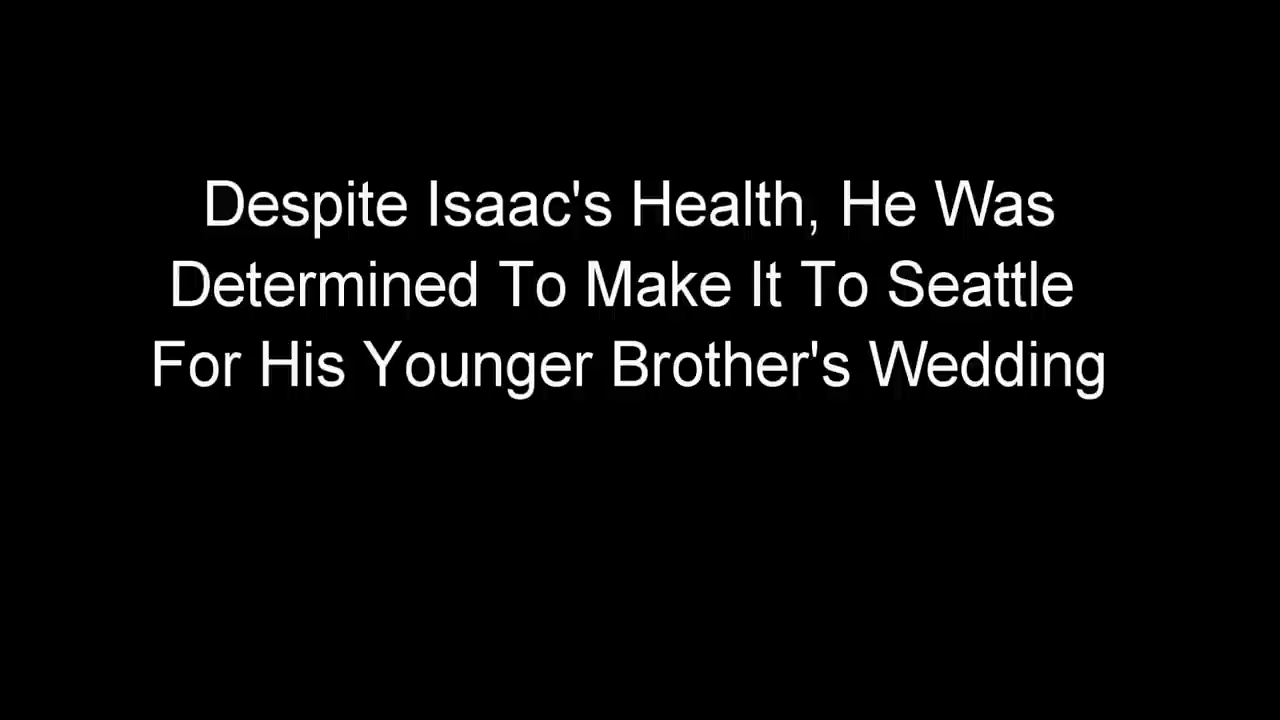 Despite Isaac's Health, He Was
Determined To Make It To Seattle
For His Younger Brother's Wedding